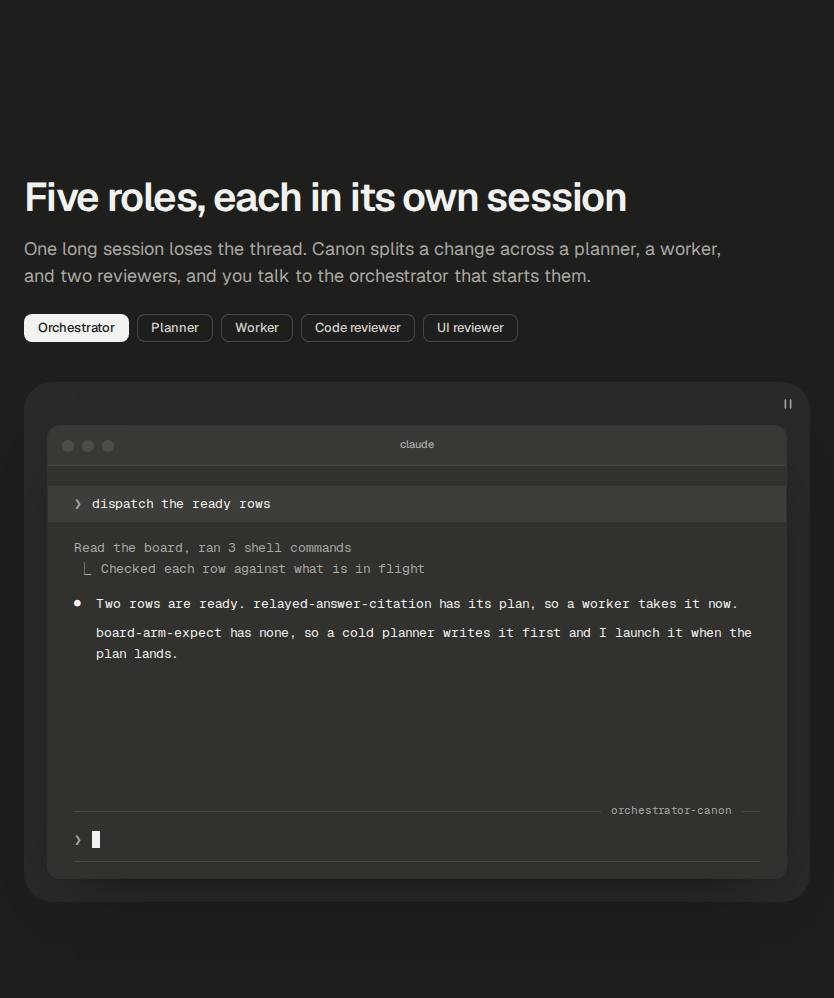 Five roles, each in its own session
One long session loses the thread. Canon splits a change across a planner, a worker,
and two reviewers, and you talk to the orchestrator that starts them.
Orchestrator Planner Worker Code reviewer UI reviewer
claude
❯ dispatch the ready rows
Read the board, ran 3 shell commands
⎿ Checked each row against what is in flight
● Two rows are ready. relayed-answer-citation has its plan, so a worker takes it now.
board-arm-expect has none, so a cold planner writes it first and I launch it when the
plan lands.
orchestrator-canon
❯